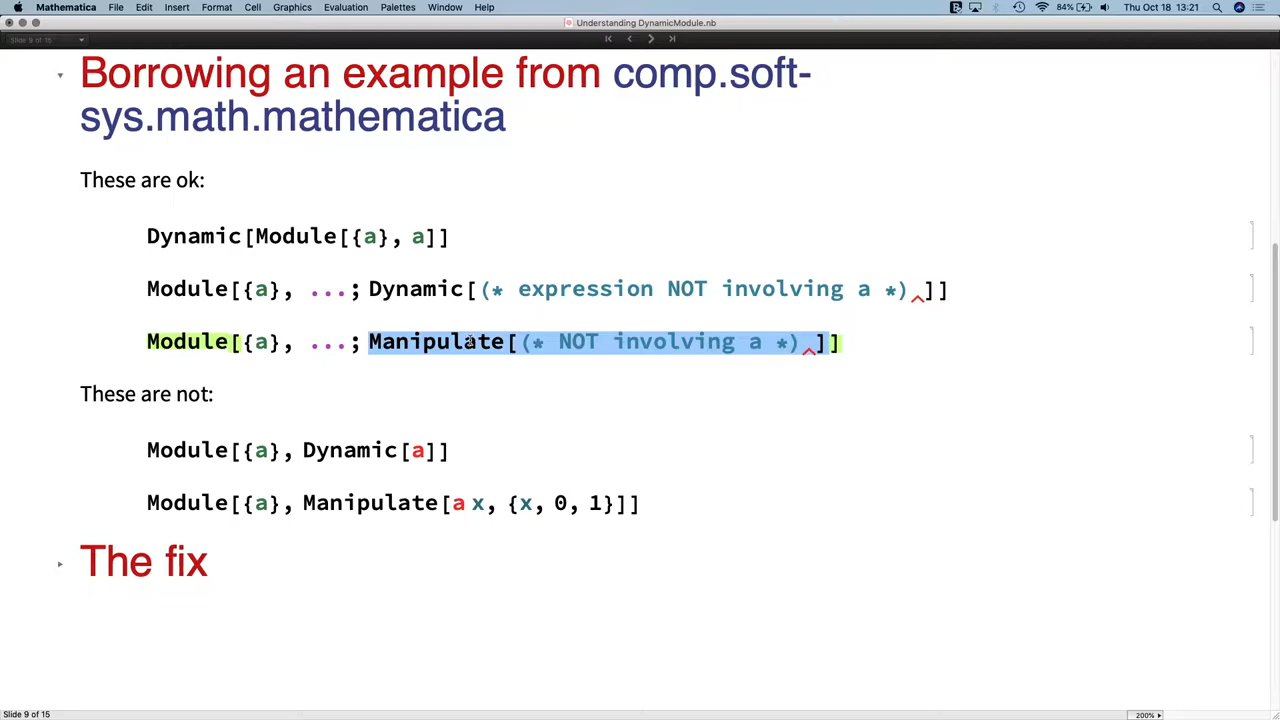 Mathematica File Edit Insert Format Cell Graphics Evaluation Palettes Window Help 84% Thu Oct 18 13:21
Understanding DynamicModule.nb
Slide 9 of 15
Borrowing an example from comp.soft-
sys.math.mathematica
These are ok:
Dynamic[Module[{a}, a]]
Module[{a}, ...; Dynamic[(* expression NOT involving a *)]]
Module[{a}, ...; Manipulate[(* NOT involving a *)]]
These are not:
Module[{a}, Dynamic[a]]
Module[{a}, Manipulate[a x, {x, 0, 1}]]
The fix
Slide 9 of 15
200%